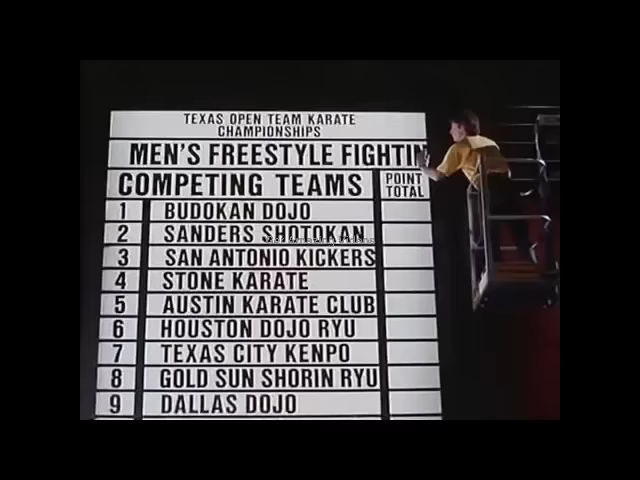 TEXAS OPEN TEAM KARATE
CHAMPIONSHIPS
MEN'S FREESTYLE FIGHTIN
COMPETING TEAMS
POINT
TOTAL
1 BUDOKAN DOJO
2 SANDERS SHOTOKAN
3 SAN ANTONIO KICKERS
4 STONE KARATE
5 AUSTIN KARATE CLUB
6 HOUSTON DOJO RYU
7 TEXAS CITY KENPO
8 GOLD SUN SHORIN RYU
9 DALLAS DOJO